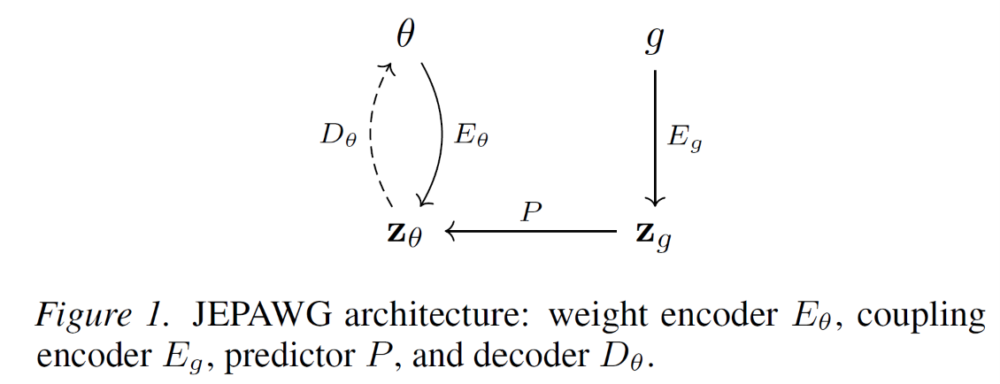 θ g
D_θ E_θ E_g
P
z_θ z_g
Figure 1. JEPAWG architecture: weight encoder E_θ, coupling
encoder E_g, predictor P, and decoder D_θ.